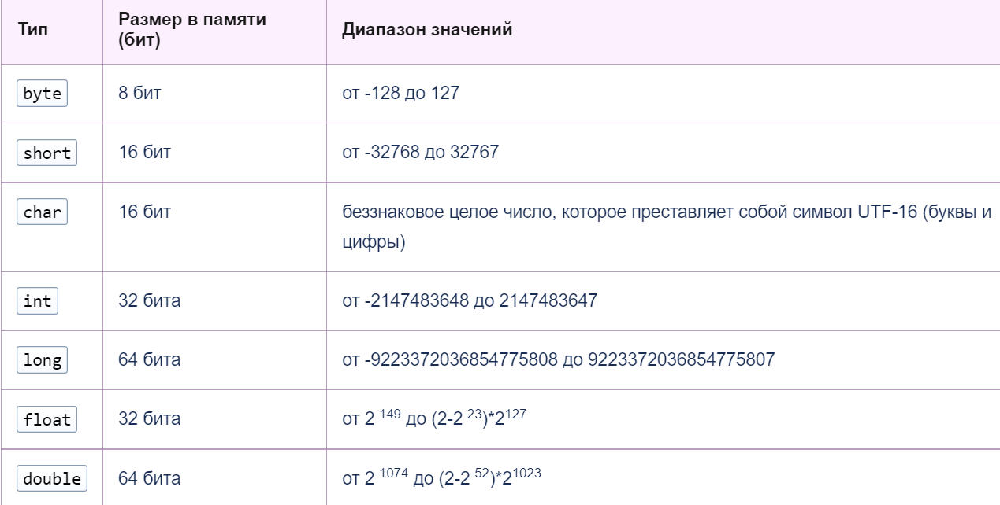 Тип Размер в памяти (бит) Диапазон значений
byte 8 бит от -128 до 127
short 16 бит от -32768 до 32767
char 16 бит беззнаковое целое число, которое преставляет собой символ UTF-16 (буквы и
цифры)
int 32 бита от -2147483648 до 2147483647
long 64 бита от -9223372036854775808 до 9223372036854775807
float 32 бита от 2^-149 до (2-2^-23)*2^127
double 64 бита от 2^-1074 до (2-2^-52)*2^1023